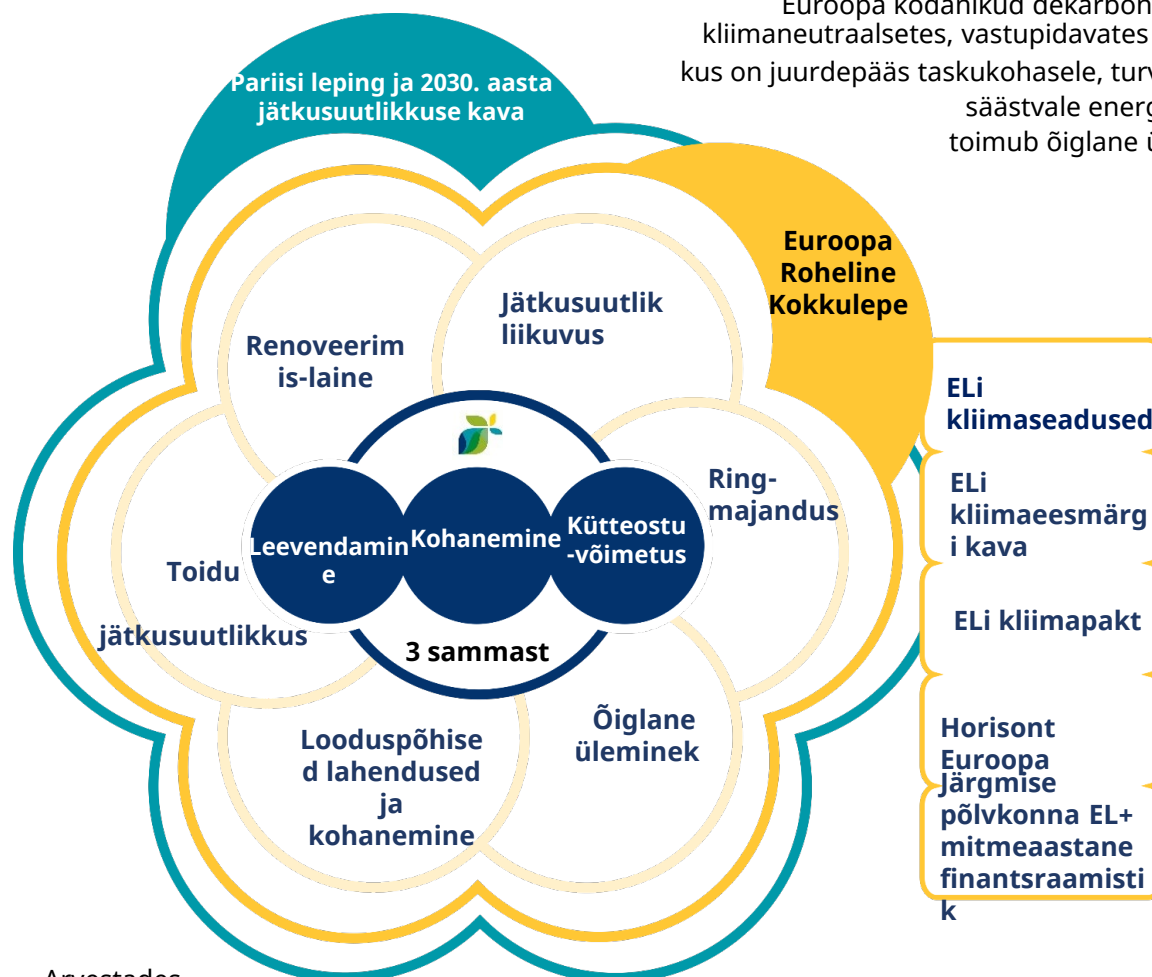 Euroopa kodanikud
kliimaneutraalsetes, vastupidavates
kus on juurdepääs taskukohasele,
säästvale
toimub õiglane
Pariisi leping ja 2030. aasta
jätkusuutlikkuse kava
Euroopa
Roheline
Kokkulepe
Jätkusuutlik
liikuvus
Renoveerim
is-laine
Ring-
majandus
Leevendamin
e
Kohanemine
Kütteostu
-võimetus
Toidu
jätkusuutlikkus
3 sammast
Õiglane
üleminek
Looduspõhise
d lahendused
ja
kohanemine
ELi
kliimaseadused
ELi
kliimaeesmärg
i kava
ELi kliimapakt
Horisont
Euroopa
Järgmise
põlvkonna EL+
mitmeaastane
finantsraamisti
k